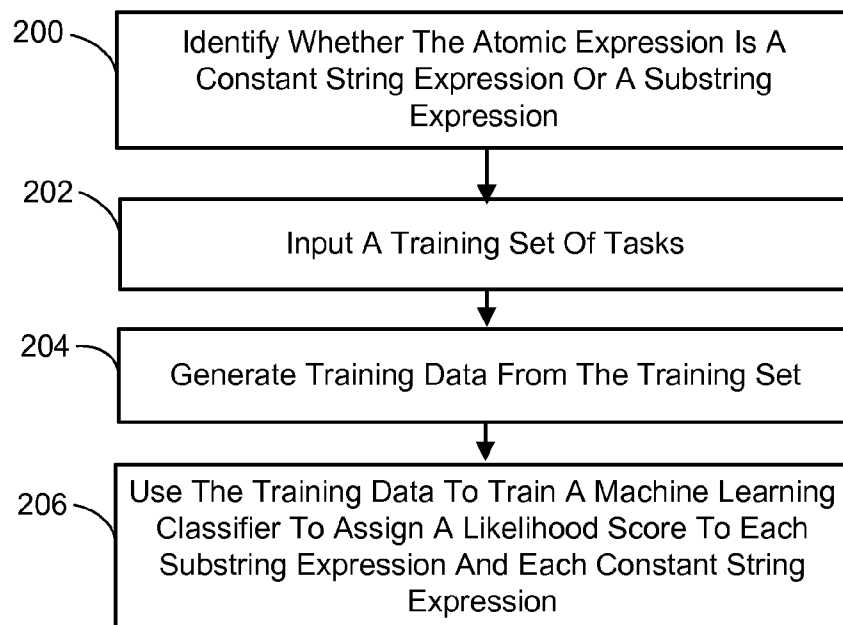 200
Identify Whether The Atomic Expression Is A
Constant String Expression Or A Substring
Expression
202
Input A Training Set Of Tasks
204
Generate Training Data From The Training Set
206
Use The Training Data To Train A Machine Learning
Classifier To Assign A Likelihood Score To Each
Substring Expression And Each Constant String
Expression